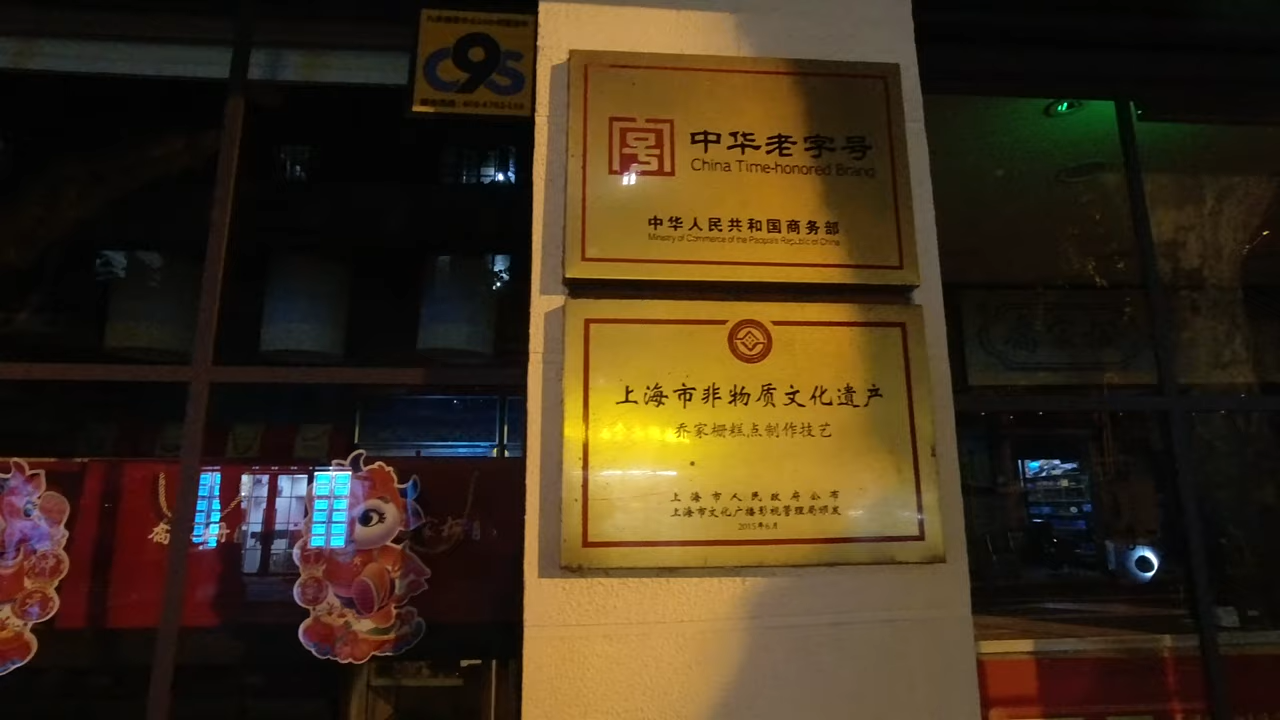 C9S
中华老字号
China Time-honored Brand
中华人民共和国商务部
Ministry of Commerce of the People's Republic of China
上海市非物质文化遗产
乔家栅糕点制作技艺
上海市人民政府公布
上海市文化广播影视管理局颁发
2015年6月